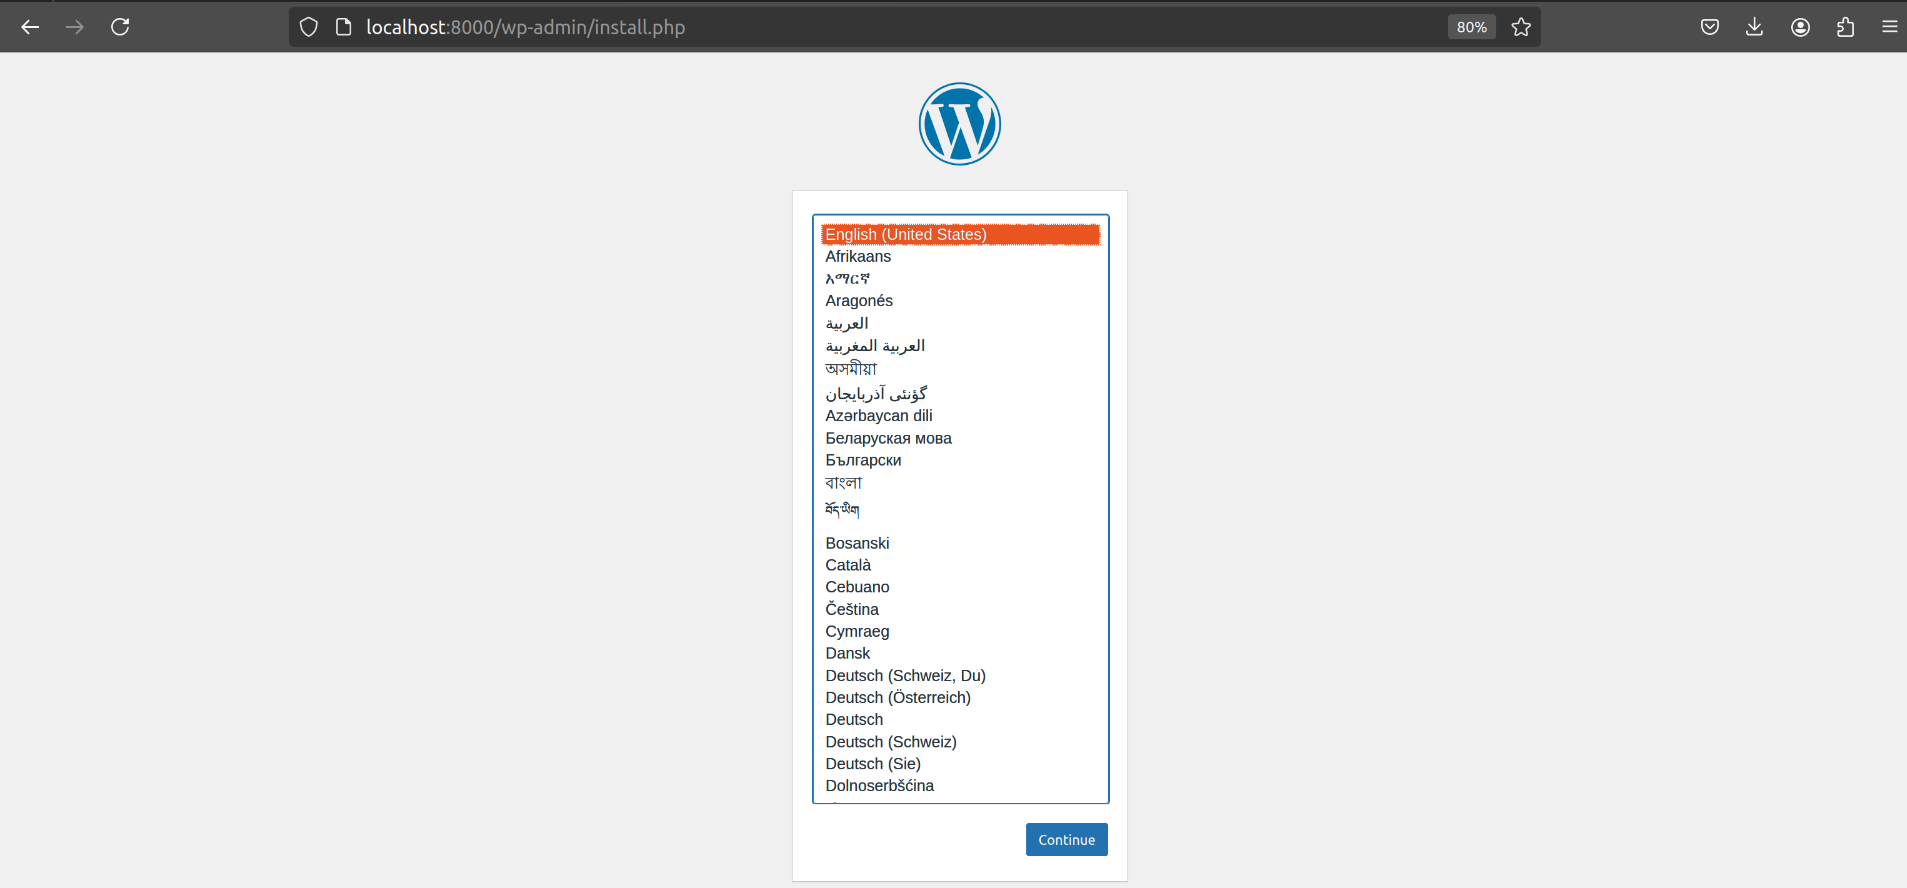 localhost:8000/wp-admin/install.php
80%
English (United States)
Afrikaans
አማርኛ
Aragonés
العربية
العربية المغربية
অসমীয়া
گؤنئی آذربایجان
Azərbaycan dili
Беларуская мова
Български
বাংলা
བོད་ཡིག
Bosanski
Català
Cebuano
Čeština
Cymraeg
Dansk
Deutsch (Schweiz, Du)
Deutsch (Österreich)
Deutsch
Deutsch (Schweiz)
Deutsch (Sie)
Dolnoserbšćina
Continue